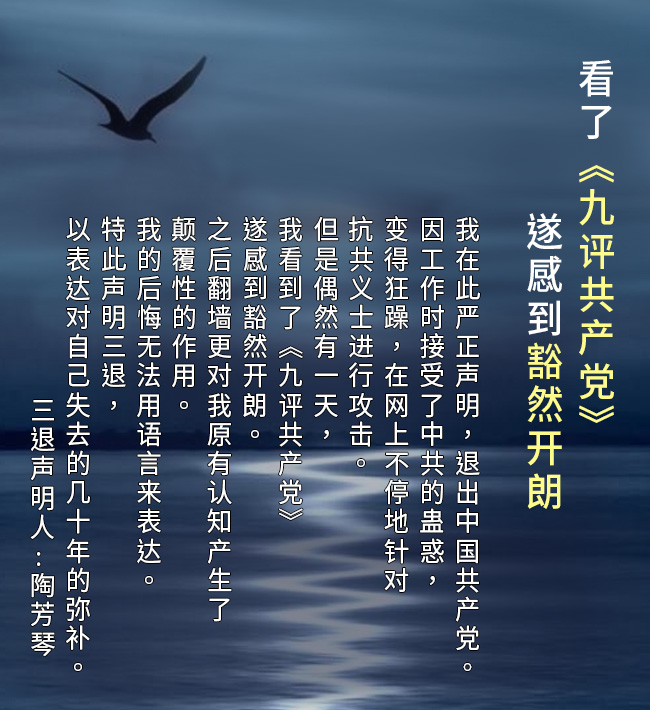 看了《九评共产党》
遂感到豁然开朗
我在此严正声明，退出中国共产党。
因工作时接受了中共的蛊惑，
变得狂躁，在网上不停地针对
抗共义士进行攻击。
但是偶然有一天，
我看到了《九评共产党》
遂感到豁然开朗。
之后翻墙更对我原有认知产生了
颠覆性的作用。
我的后悔无法用语言来表达。
特此声明三退，
以表达对自己失去的几十年的弥补。
三退声明人：陶芳琴